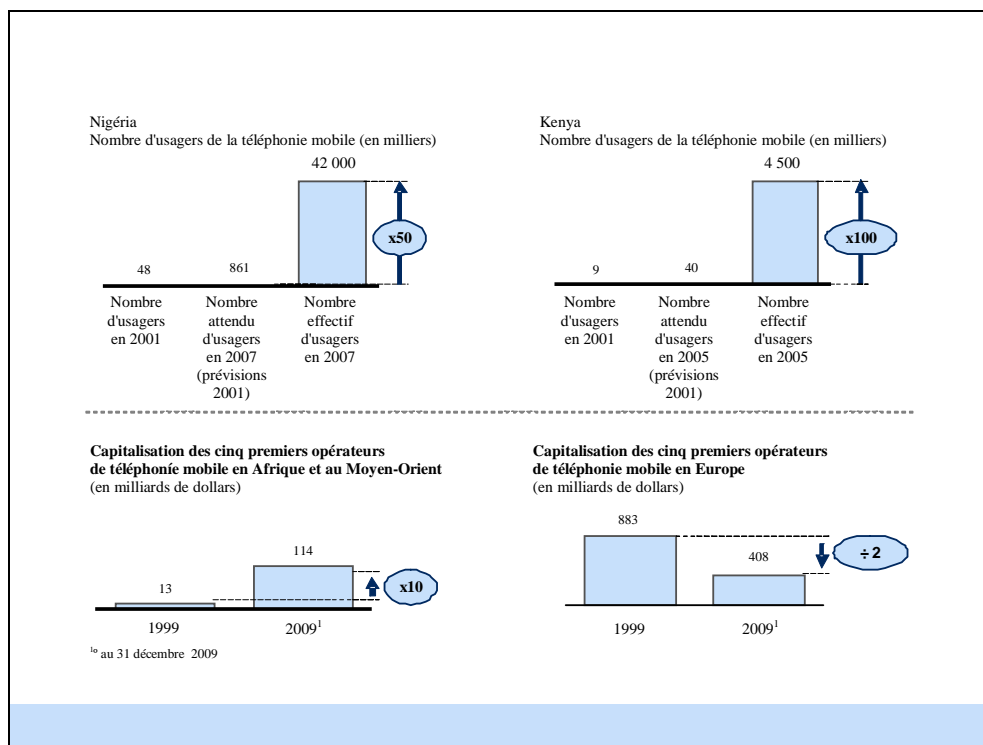 Nigéria
Nombre d'usagers de la téléphonie mobile (en milliers)
42 000
x50
48
861
Nombre
d'usagers
en 2001
Nombre
attendu
d'usagers
en 2007
(prévisions
2001)
Nombre
effectif
d'usagers
en 2007
Kenya
Nombre d'usagers de la téléphonie mobile (en milliers)
4 500
x100
9
40
Nombre
d'usagers
en 2001
Nombre
attendu
d'usagers
en 2005
(prévisions
2001)
Nombre
effectif
d'usagers
en 2005
Capitalisation des cinq premiers opérateurs
de téléphoníe mobile en Afrique et au Moyen-Orient
(en milliards de dollars)
114
13
x10
1999
2009¹
¹º au 31 décembre 2009
Capitalisation des cinq premiers opérateurs
de téléphonie mobile en Europe
(en milliards de dollars)
883
408
÷ 2
1999
2009¹